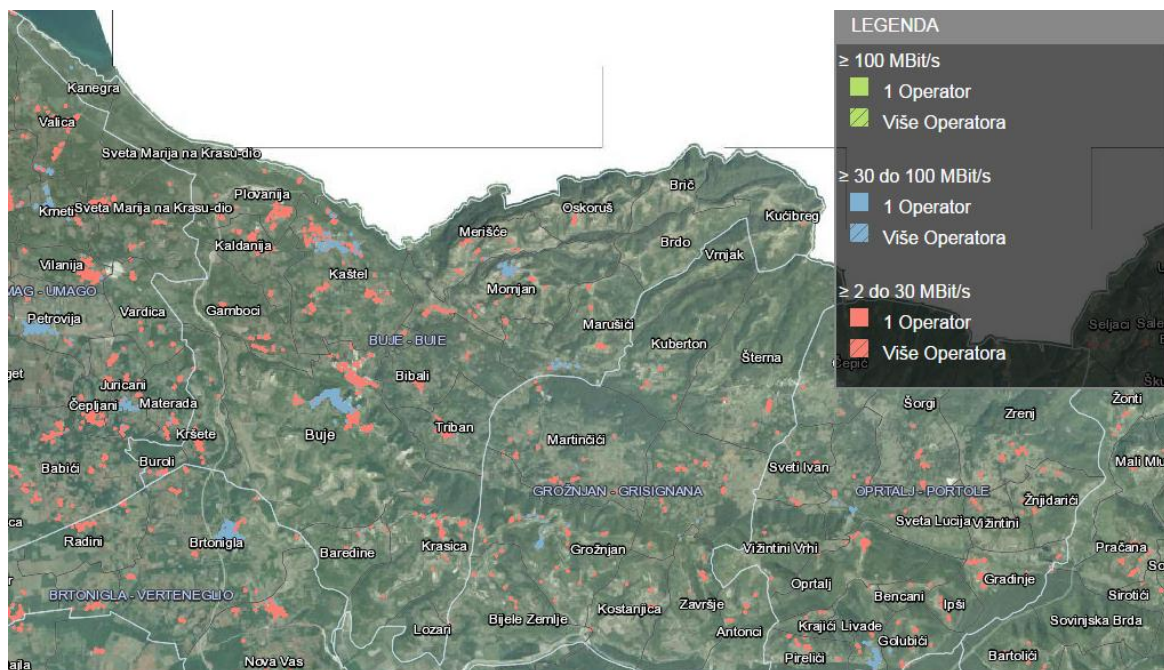 LEGENDA
≥ 100 MBit/s
1 Operator
Više Operatora
≥ 30 do 100 MBit/s
1 Operator
Više Operatora
≥ 2 do 30 MBit/s
1 Operator
Više Operatora
Kanegra
Valica
Sveta Marija na Krasu-dio
Brič
Plovanija
Oskoruš
Krneti
Sveta Marija na Krasu-dio
Kućibreg
Merišće
Kaldanija
Brdo
Vrnjak
Vilanija
Kaštel
Momjan
MAG - UMAGO
Gamboci
Vardica
Petrovija
Marušići
Seljaci
BUJE - BUIE
Kuberton
Šterna
Čepić
Bibali
Juricani
Čepljani
Materada
Šorgi
Žonti
Zrenj
Triban
Kršete
Buje
Martinčići
Buroli
Babići
Sveti Ivan
Mali Mlu
GROŽNJAN - GRISIGNANA
OPRTALJ - PORTOLE
Žnjidarići
Sveta Lucija
Vižintini
Radini
Brtonigla
Krasica
Baredine
Grožnjan
Vižintini Vrhi
Pračana
Gradinje
Oprtalj
BRTONIGLA - VERTENEGLIO
Bencani
Ipši
Sirotići
Kostanjica
Završje
Bijele Zemlje
Lozari
Antonci
Krajići
Livade
Sovinjska Brda
Golubići
Nova Vas
Pirelići
Bartolići